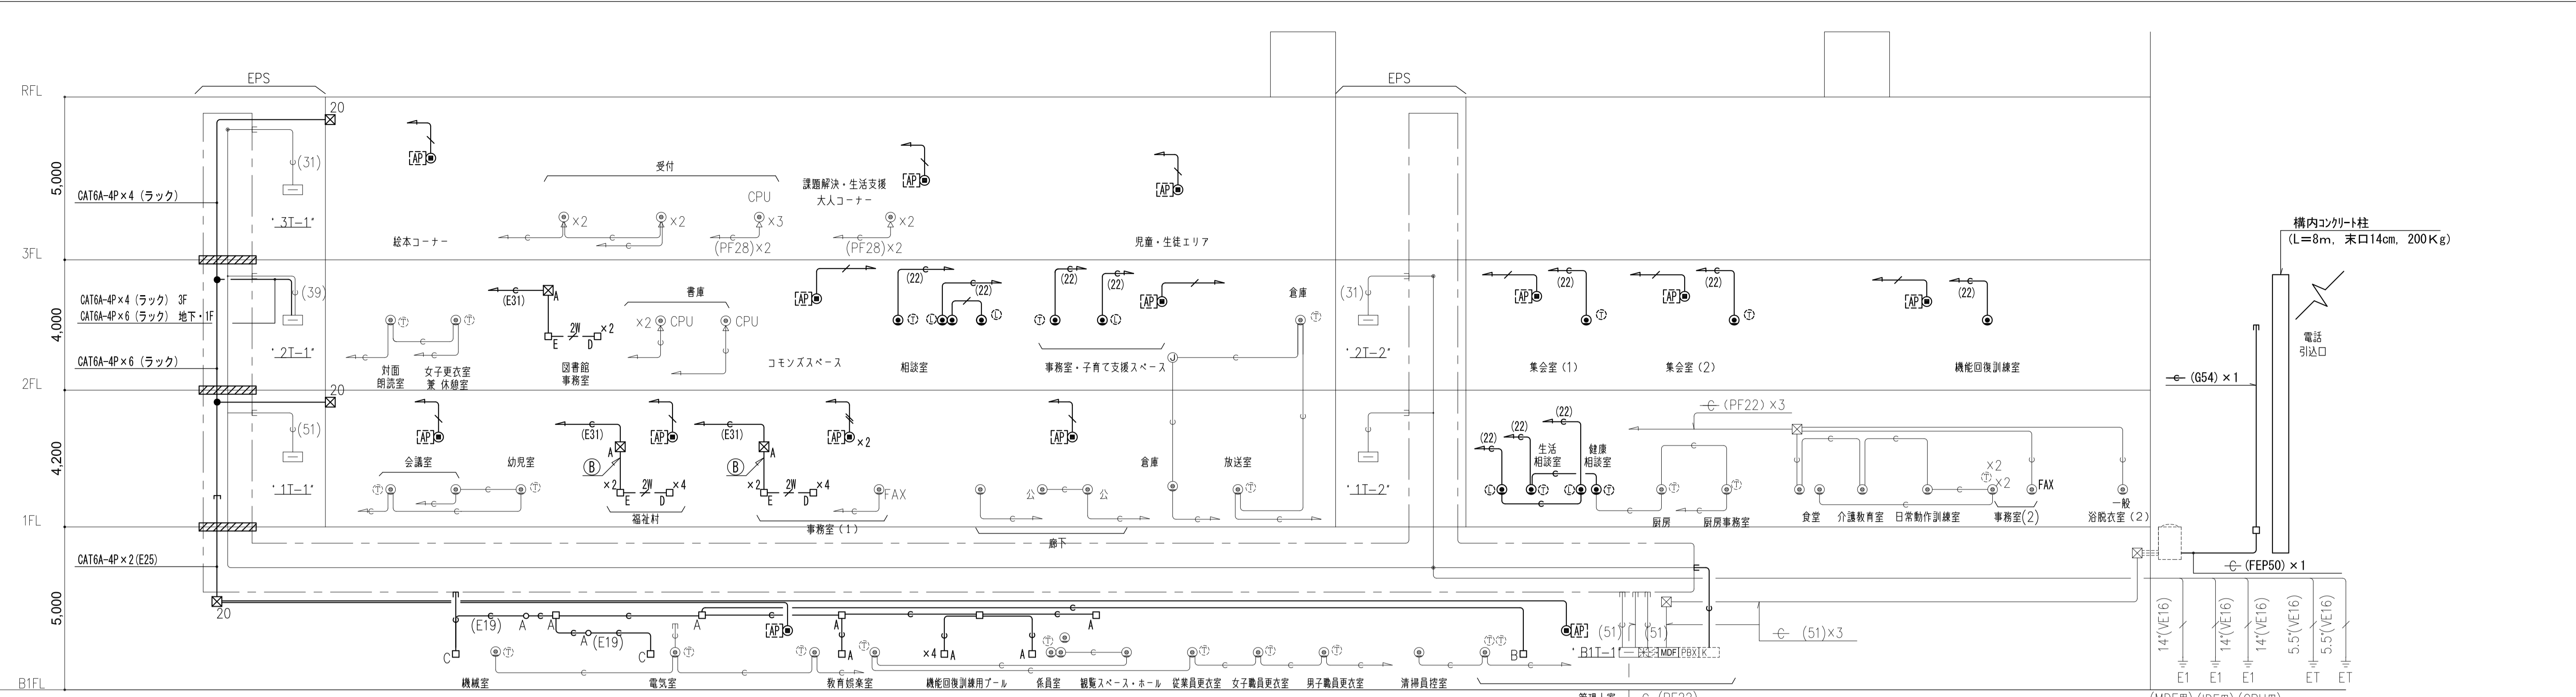 EPS
EPS
RFL
20
(31)
5,000
CAT6A-4P×4 (ラック)
"3T-1"
[AP]
絵本コーナー
受付
×2
×2
CPU
×3
(PF28)×2
課題解決・生活支援
大人コーナー
[AP]
×2
(PF28)×2
[AP]
児童・生徒エリア
構内コンクリート柱
(L=8m, 末口14cm, 200Kg)
3FL
(39)
CAT6A-4P×4 (ラック) 3F
CAT6A-4P×6 (ラック) 地下・1F
4,000
"2T-1"
CAT6A-4P×6 (ラック)
T
T
対面
朗読室
女子更衣室
兼 休憩室
(E31)
A
2W
×2
E
D
図書館
事務室
書庫
×2
CPU
CPU
[AP]
コモンズスペース
(22)
(22)
T
L
L
相談室
(22)
(22)
T
L
[AP]
事務室・子育て支援スペース
倉庫
T
J
(31)
"2T-2"
[AP]
(22)
T
集会室(1)
[AP]
(22)
T
集会室(2)
[AP]
(22)
機能回復訓練室
電話
引込口
C (G54)×1
2FL
20
(51)
4,200
"1T-1"
[AP]
会議室
幼児室
T
T
(E31)
A
B
×2
2W
×4
E
D
福祉村
[AP]
(E31)
A
B
×2
2W
×4
E
D
[AP]
×2
FAX
事務室(1)
公
公
[AP]
廊下
倉庫
放送室
T
"1T-2"
(22)
(22)
(22)
生活
相談室
健康
相談室
L
T
L
T
C (PF22)×3
T
T
厨房
厨房事務室
食堂
介護教育室
日常動作訓練室
×2
T
×2
FAX
事務室(2)
一般
浴脱衣室(2)
1FL
CAT6A-4P×2(E25)
C (FEP50)×1
5,000
20
(E19)
A
A
A
(E19)
C
C
A
[AP]
A
A
×4
A
A
A
B
[AP]
(51)
(51)
C (51)×3
"B1T-1"
MDF
PBX
K
T
T
T
T
T
T
T
T
T
T
機械室
電気室
教育娯楽室
機能回復訓練用プール
係員室
観覧スペース・ホール
従業員更衣室
女子職員更衣室
男子職員更衣室
清掃員控室
14"(VE16)
14"(VE16)
14"(VE16)
5.5"(VE16)
5.5"(VE16)
E1
E1
E1
ET
ET
B1FL